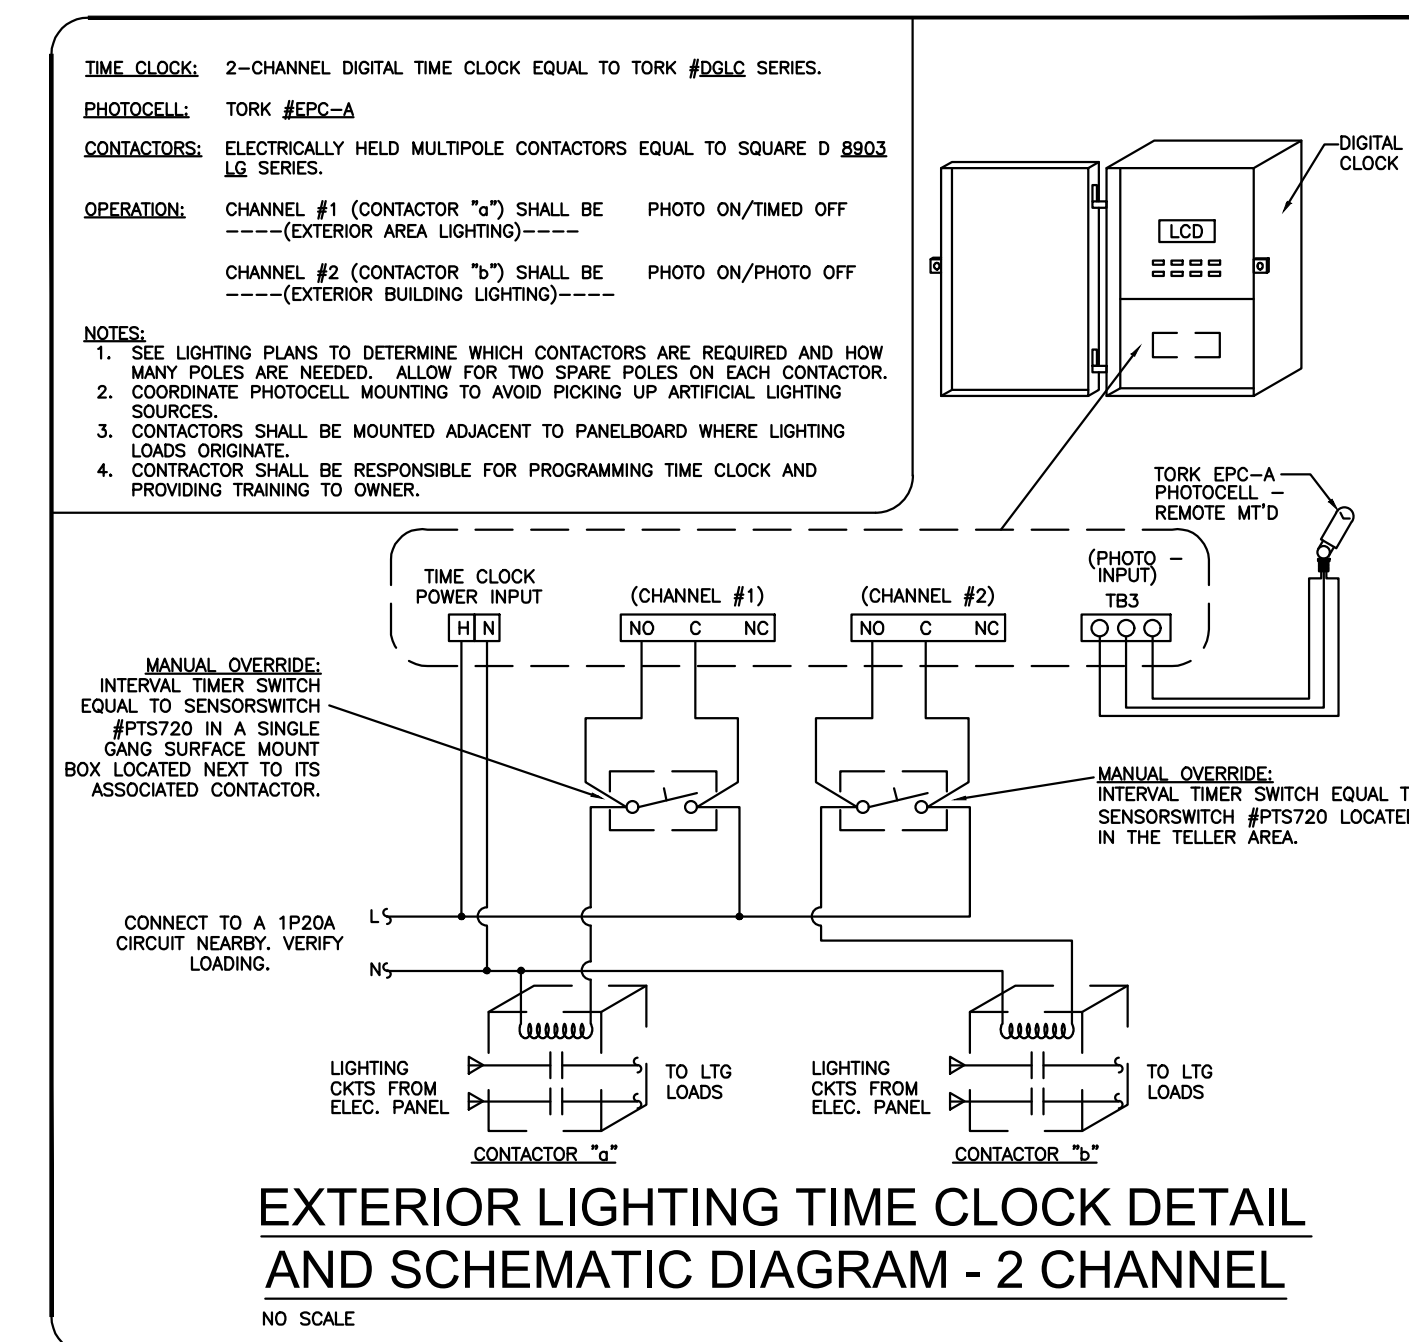 TIME CLOCK: 2-CHANNEL DIGITAL TIME CLOCK EQUAL TO TORK #DGLC SERIES.
PHOTOCELL: TORK #EPC-A
CONTACTORS: ELECTRICALLY HELD MULTIPOLE CONTACTORS EQUAL TO SQUARE D 8903
LG SERIES.
OPERATION: CHANNEL #1 (CONTACTOR "a") SHALL BE PHOTO ON/TIMED OFF
----(EXTERIOR AREA LIGHTING)----
CHANNEL #2 (CONTACTOR "b") SHALL BE PHOTO ON/PHOTO OFF
----(EXTERIOR BUILDING LIGHTING)----
NOTES:
1. SEE LIGHTING PLANS TO DETERMINE WHICH CONTACTORS ARE REQUIRED AND HOW
MANY POLES ARE NEEDED. ALLOW FOR TWO SPARE POLES ON EACH CONTACTOR.
2. COORDINATE PHOTOCELL MOUNTING TO AVOID PICKING UP ARTIFICIAL LIGHTING
SOURCES.
3. CONTACTORS SHALL BE MOUNTED ADJACENT TO PANELBOARD WHERE LIGHTING
LOADS ORIGINATE.
4. CONTRACTOR SHALL BE RESPONSIBLE FOR PROGRAMMING TIME CLOCK AND
PROVIDING TRAINING TO OWNER.
DIGITAL
CLOCK
LCD
TORK EPC-A
PHOTOCELL -
REMOTE MT'D
TIME CLOCK
POWER INPUT
H N
(CHANNEL #1)
NO C NC
(CHANNEL #2)
NO C NC
(PHOTO -
INPUT)
TB3
MANUAL OVERRIDE:
INTERVAL TIMER SWITCH
EQUAL TO SENSORSWITCH
#PTS720 IN A SINGLE
GANG SURFACE MOUNT
BOX LOCATED NEXT TO ITS
ASSOCIATED CONTACTOR.
MANUAL OVERRIDE:
INTERVAL TIMER SWITCH EQUAL
SENSORSWITCH #PTS720
IN THE TELLER AREA.
CONNECT TO A 1P20A
CIRCUIT NEARBY. VERIFY
LOADING.
L
N
LIGHTING
CKTS FROM
ELEC. PANEL
TO LTG
LOADS
CONTACTOR "a"
LIGHTING
CKTS FROM
ELEC. PANEL
TO LTG
LOADS
CONTACTOR "b"
EXTERIOR LIGHTING TIME CLOCK DETAIL
AND SCHEMATIC DIAGRAM - 2 CHANNEL
NO SCALE